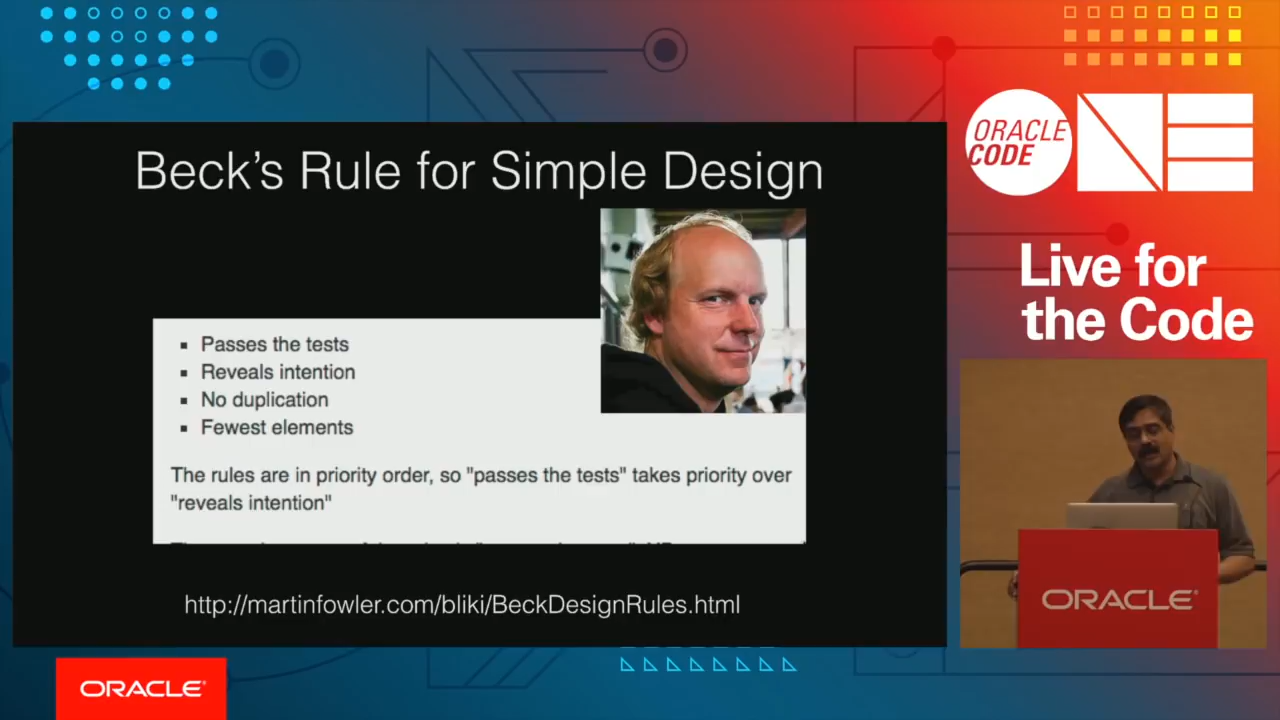 Beck's Rule for Simple Design
Passes the tests
Reveals intention
No duplication
Fewest elements
The rules are in priority order, so "passes the tests" takes priority over
"reveals intention"
http://martinfowler.com/bliki/BeckDesignRules.html
ORACLE
CODE
ONE
Live for
the Code
ORACLE
ORACLE